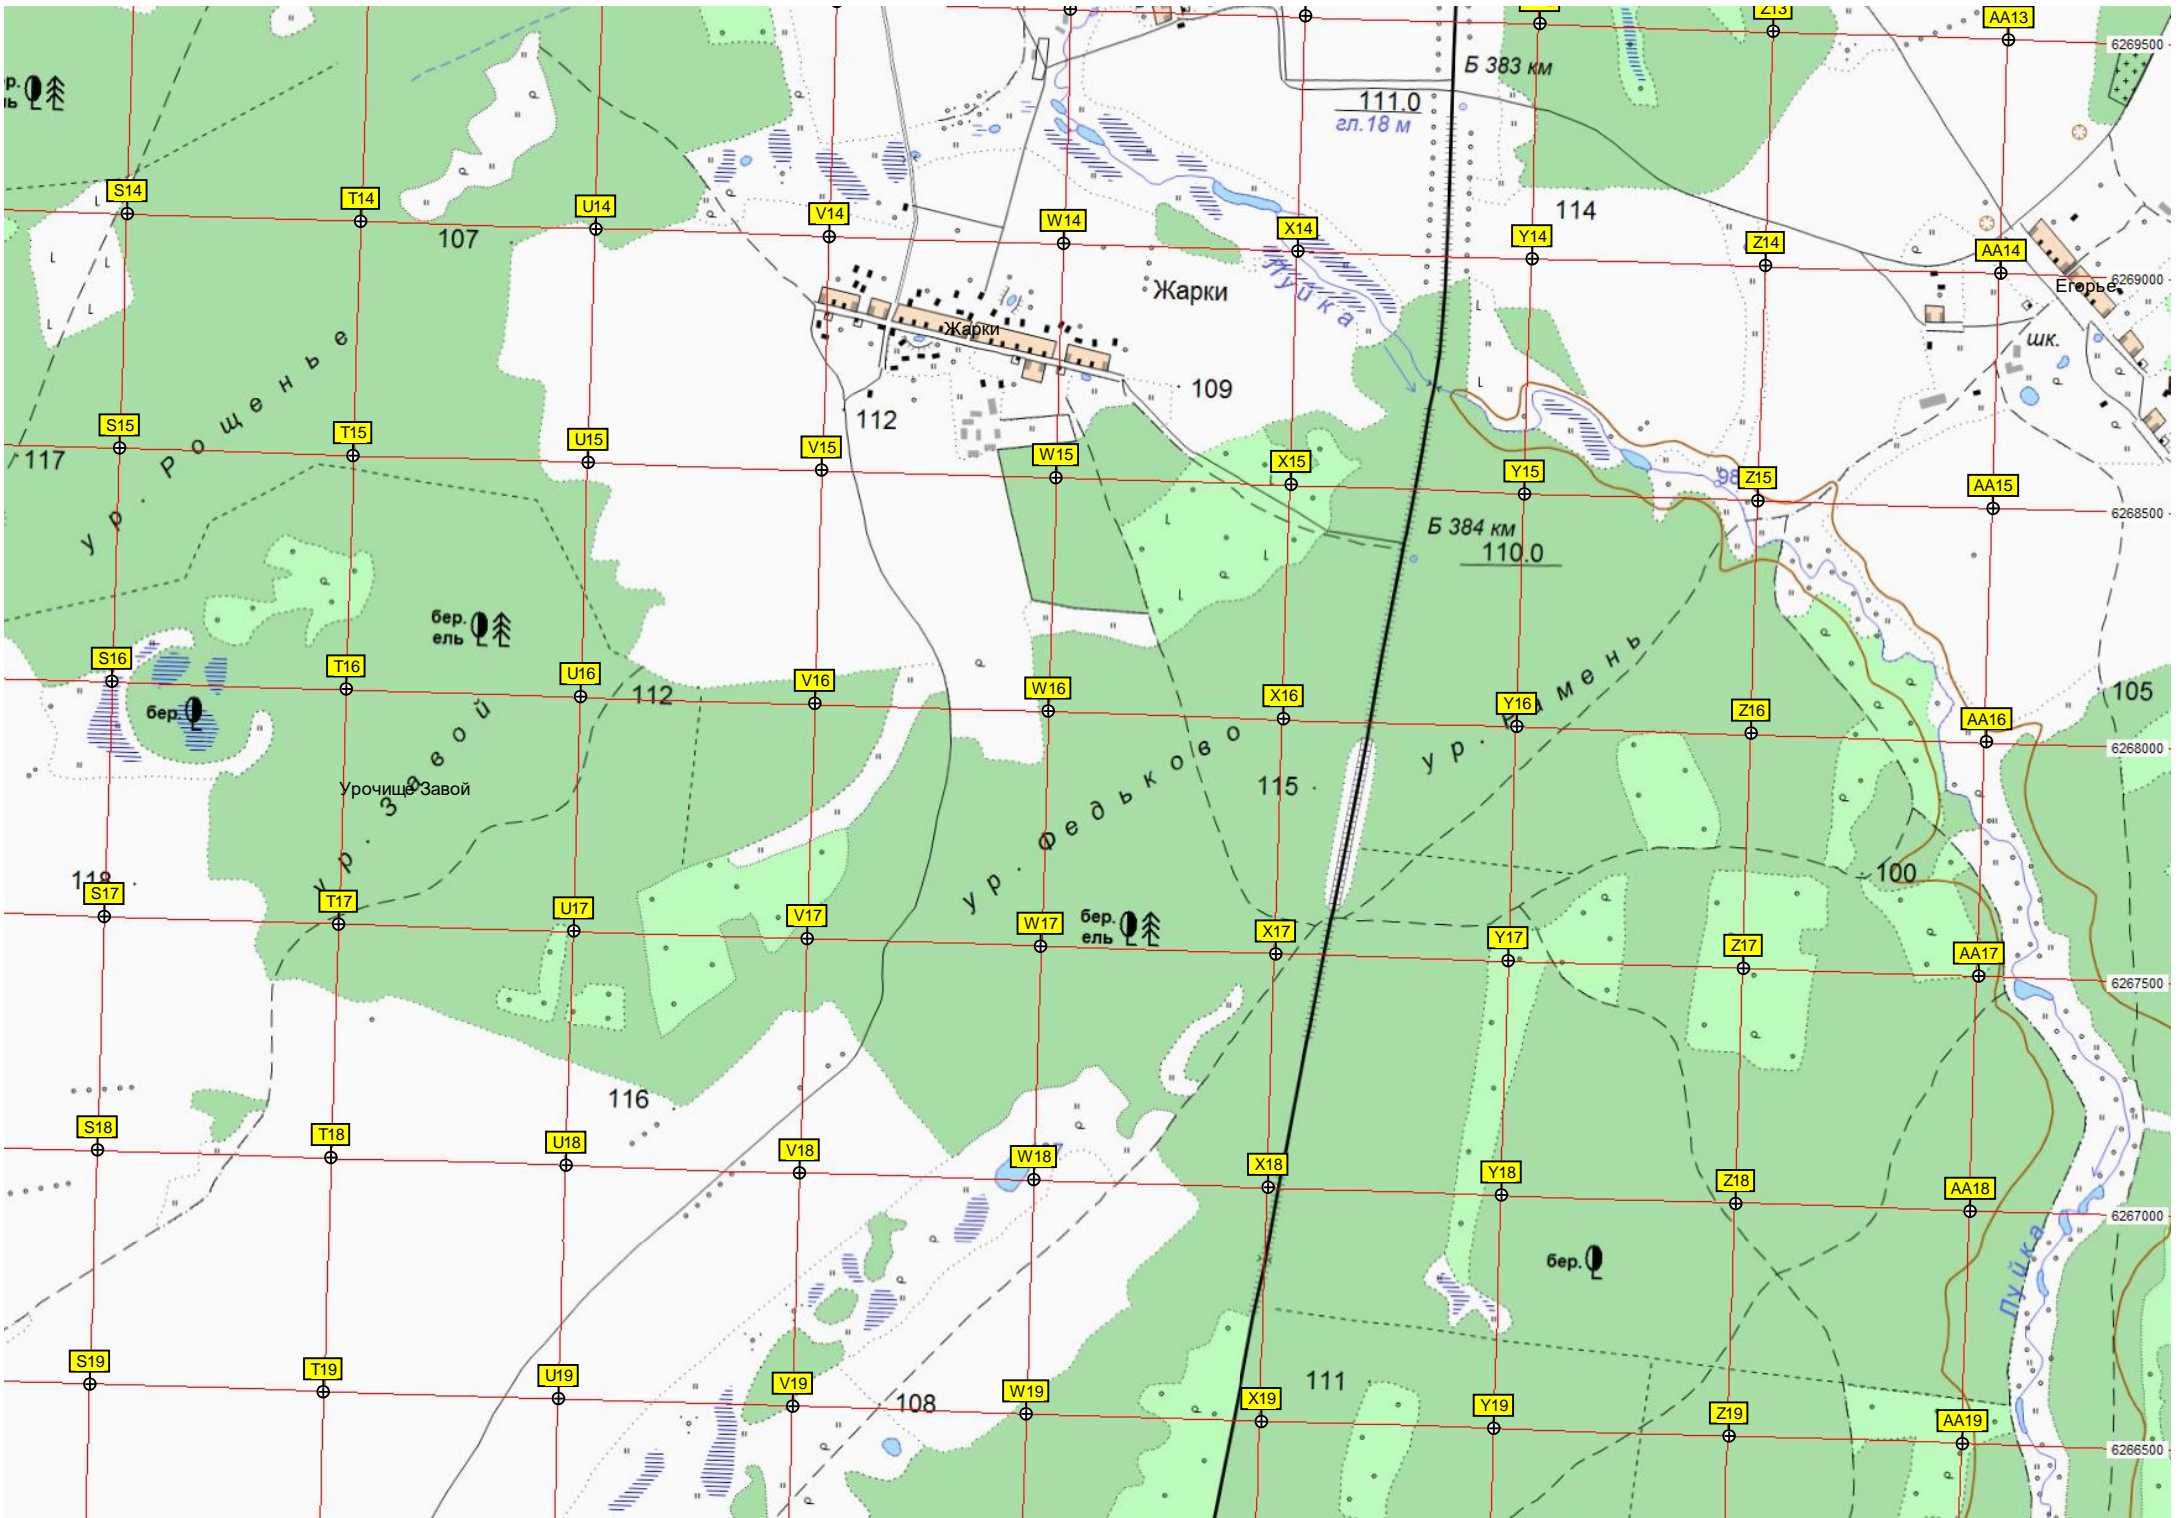 Z13
AA13
6269500
Б 383 км
111.0
гл.18 м
р.
ь
S14
T14
U14
V14
W14
X14
Y14
Z14
AA14
114
107
6269000
Жарки
Пуйка
Егорье
Жарки
шк.
109
112
S15
T15
U15
V15
W15
X15
Y15
Z15
AA15
117
98
ур. Рощенье
6268500
Б 384 км
110.0
бер.
ель
S16
T16
U16
V16
W16
X16
Y16
Z16
AA16
112
105
бер.
ур. Рамень
6268000
Урочище Завой
ур. Завой
115
ур. Федьково
118
100
S17
T17
U17
V17
W17
X17
Y17
Z17
AA17
бер.
ель
6267500
116
S18
T18
U18
V18
W18
X18
Y18
Z18
AA18
6267000
бер.
Пуйка
S19
T19
U19
V19
W19
X19
Y19
Z19
AA19
111
108
6266500